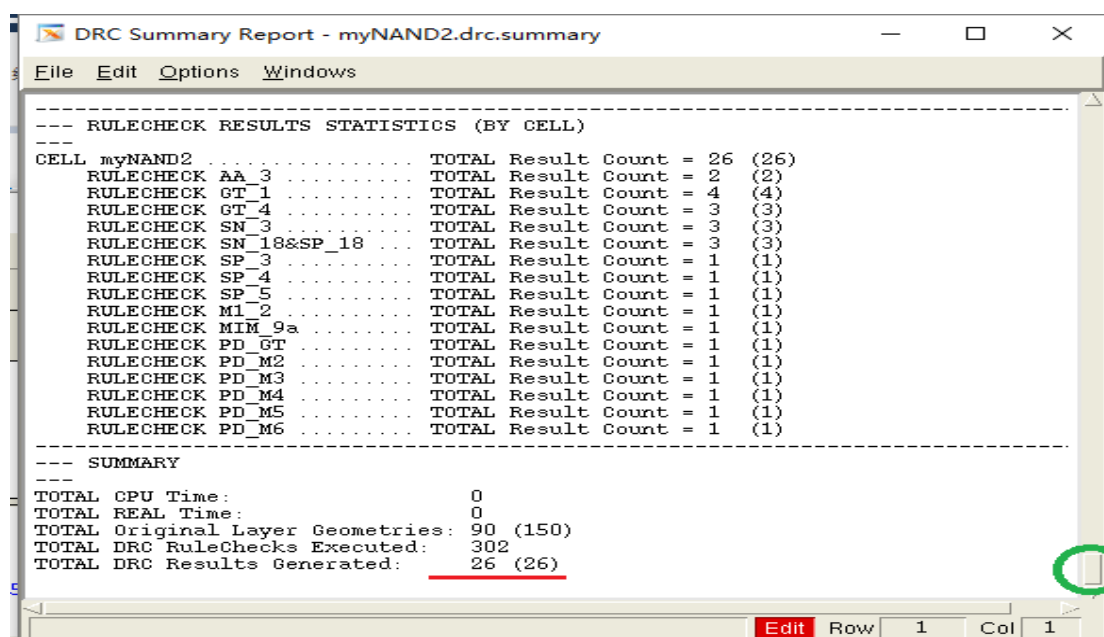 DRC Summary Report - myNAND2.drc.summary
File Edit Options Windows
--- RULECHECK RESULTS STATISTICS (BY CELL)
---
CELL myNAND2 ................ TOTAL Result Count = 26 (26)
RULECHECK AA_3 .......... TOTAL Result Count = 2 (2)
RULECHECK GT_1 .......... TOTAL Result Count = 4 (4)
RULECHECK GT_4 .......... TOTAL Result Count = 3 (3)
RULECHECK SN_3 .......... TOTAL Result Count = 3 (3)
RULECHECK SN_18&SP_18 ... TOTAL Result Count = 3 (3)
RULECHECK SP_3 .......... TOTAL Result Count = 1 (1)
RULECHECK SP_4 .......... TOTAL Result Count = 1 (1)
RULECHECK SP_5 .......... TOTAL Result Count = 1 (1)
RULECHECK M1_2 .......... TOTAL Result Count = 1 (1)
RULECHECK MIM_9a ........ TOTAL Result Count = 1 (1)
RULECHECK PD_GT ......... TOTAL Result Count = 1 (1)
RULECHECK PD_M2 ......... TOTAL Result Count = 1 (1)
RULECHECK PD_M3 ......... TOTAL Result Count = 1 (1)
RULECHECK PD_M4 ......... TOTAL Result Count = 1 (1)
RULECHECK PD_M5 ......... TOTAL Result Count = 1 (1)
RULECHECK PD_M6 ......... TOTAL Result Count = 1 (1)
--- SUMMARY
---
TOTAL CPU Time: 0
TOTAL REAL Time: 0
TOTAL Original Layer Geometries: 90 (150)
TOTAL DRC RuleChecks Executed: 302
TOTAL DRC Results Generated: 26 (26)
Edit Row 1 Col 1